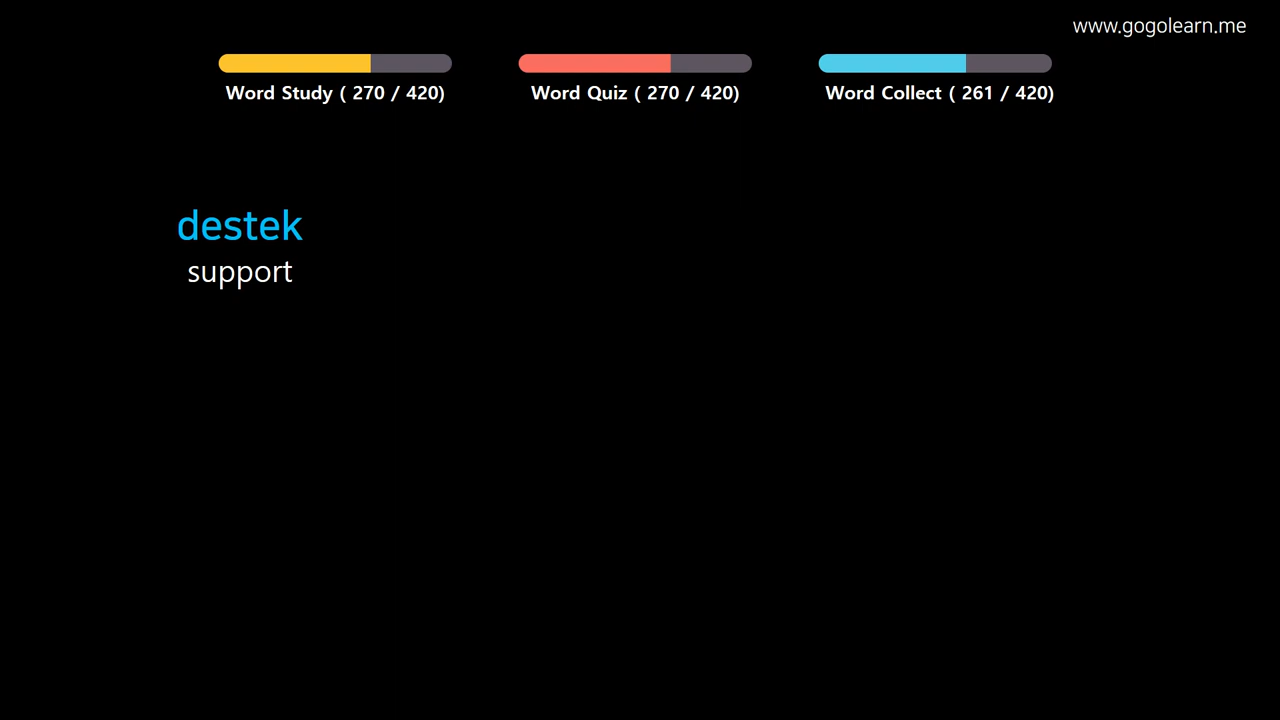 www.gogolearn.me
Word Study ( 270 / 420)
Word Quiz ( 270 / 420)
Word Collect ( 261 / 420)
destek
support